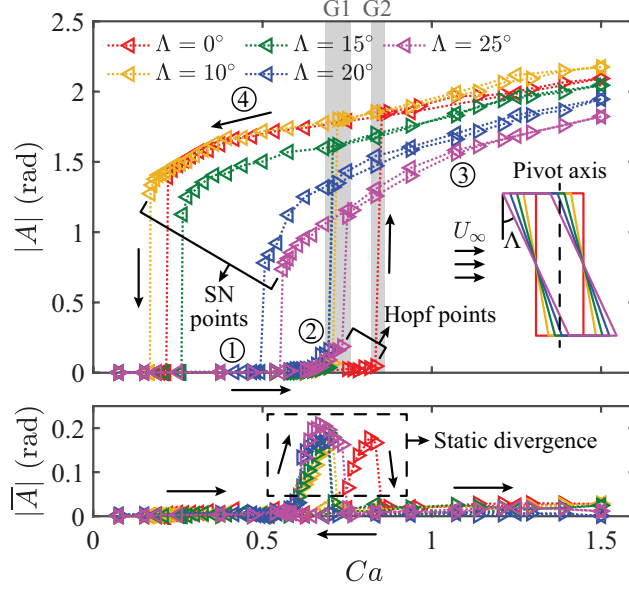 G1 G2
2.5
Λ = 0° Λ = 15° Λ = 25°
Λ = 10° Λ = 20°
2
④
1.5
③
Pivot axis
|A| (rad)
U∞
Λ
1
SN
points
0.5
Hopf points
②
①
0
0.2
Static divergence
|A̅| (rad)
0.1
0
0 0.5 1 1.5
Ca